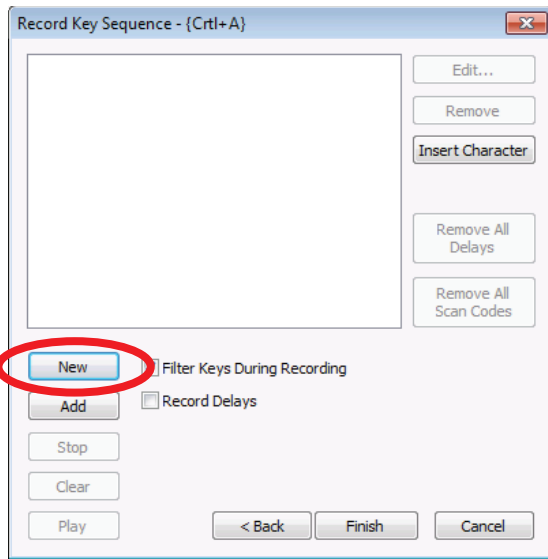 Record Key Sequence - {Crtl+A}
Edit...
Remove
Insert Character
Remove All
Delays
Remove All
Scan Codes
New
Filter Keys During Recording
Add
Record Delays
Stop
Clear
Play
< Back
Finish
Cancel